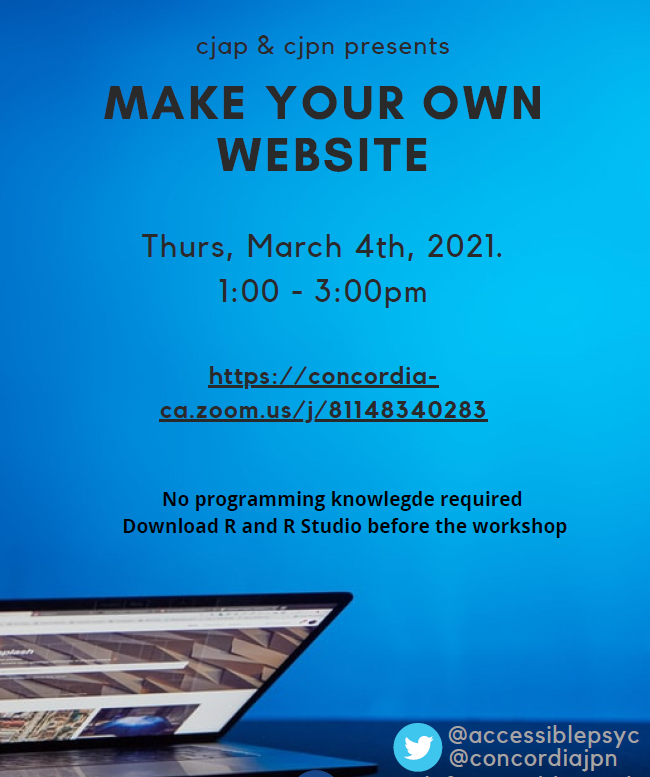 cjap & cjpn presents
MAKE YOUR OWN
WEBSITE
Thurs, March 4th, 2021.
1:00 - 3:00pm
https://concordia-
ca.zoom.us/j/81148340283
No programming knowlegde required
Download R and R Studio before the workshop
@accessiblepsyc
@concordiajpn